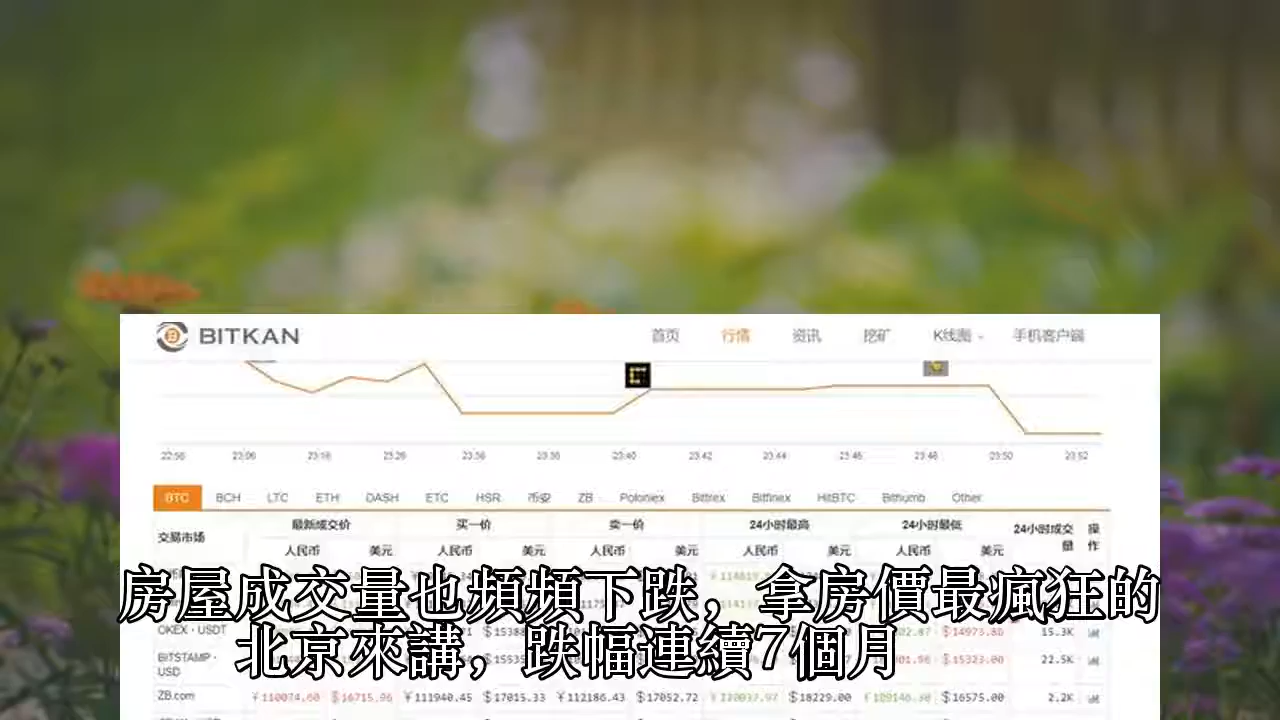 BITKAN
首页 行情 资讯 挖矿 K线图 手机客户端
22:56 23:06 23:16 23:26 23:36 23:38 23:40 23:42 23:44 23:46 23:48 23:50 23:52
BTC BCH LTC ETH DASH ETC HSR 币安 ZB Poloniex Bittrex Bitfinex HitBTC Bithumb Other
交易市场 最新成交价 买一价 卖一价 24小时最高 24小时最低 24小时成交量 操作
人民币 美元 人民币 美元 人民币 美元 人民币 美元 人民币 美元
房屋成交量也頻頻下跌，拿房價最瘋狂的
北京來講，跌幅連續7個月
OKEX · USDT $14973.80 15.3K
BITSTAMP · USD $15323.00 22.5K
ZB.com ¥110074.60 $16715.96 ¥111940.45 $17015.33 ¥112186.43 $17052.72 $18229.00 $16575.00 2.2K